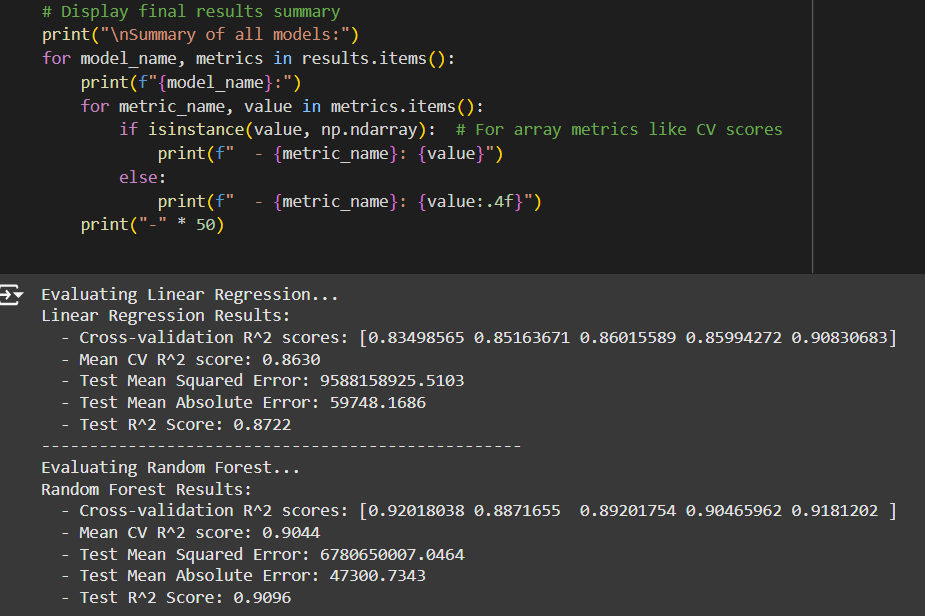 # Display final results summary
print("\nSummary of all models:")
for model_name, metrics in results.items():
    print(f"{model_name}:")
    for metric_name, value in metrics.items():
        if isinstance(value, np.ndarray):  # For array metrics like CV scores
            print(f"  - {metric_name}: {value}")
        else:
            print(f"  - {metric_name}: {value:.4f}")
    print("-" * 50)
Evaluating Linear Regression...
Linear Regression Results:
  - Cross-validation R^2 scores: [0.83498565 0.85163671 0.86015589 0.85994272 0.90830683]
  - Mean CV R^2 score: 0.8630
  - Test Mean Squared Error: 9588158925.5103
  - Test Mean Absolute Error: 59748.1686
  - Test R^2 Score: 0.8722
--------------------------------------------------
Evaluating Random Forest...
Random Forest Results:
  - Cross-validation R^2 scores: [0.92018038 0.8871655  0.89201754 0.90465962 0.9181202 ]
  - Mean CV R^2 score: 0.9044
  - Test Mean Squared Error: 6780650007.0464
  - Test Mean Absolute Error: 47300.7343
  - Test R^2 Score: 0.9096